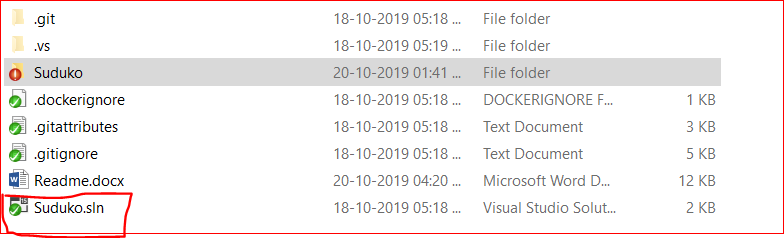 .git 18-10-2019 05:18 ... File folder
.vs 18-10-2019 05:19 ... File folder
Suduko 20-10-2019 01:41 ... File folder
.dockerignore 18-10-2019 05:18 ... DOCKERIGNORE F... 1 KB
.gitattributes 18-10-2019 05:18 ... Text Document 3 KB
.gitignore 18-10-2019 05:18 ... Text Document 5 KB
Readme.docx 20-10-2019 04:20 ... Microsoft Word D... 12 KB
Suduko.sln 18-10-2019 05:18 ... Visual Studio Solut... 2 KB